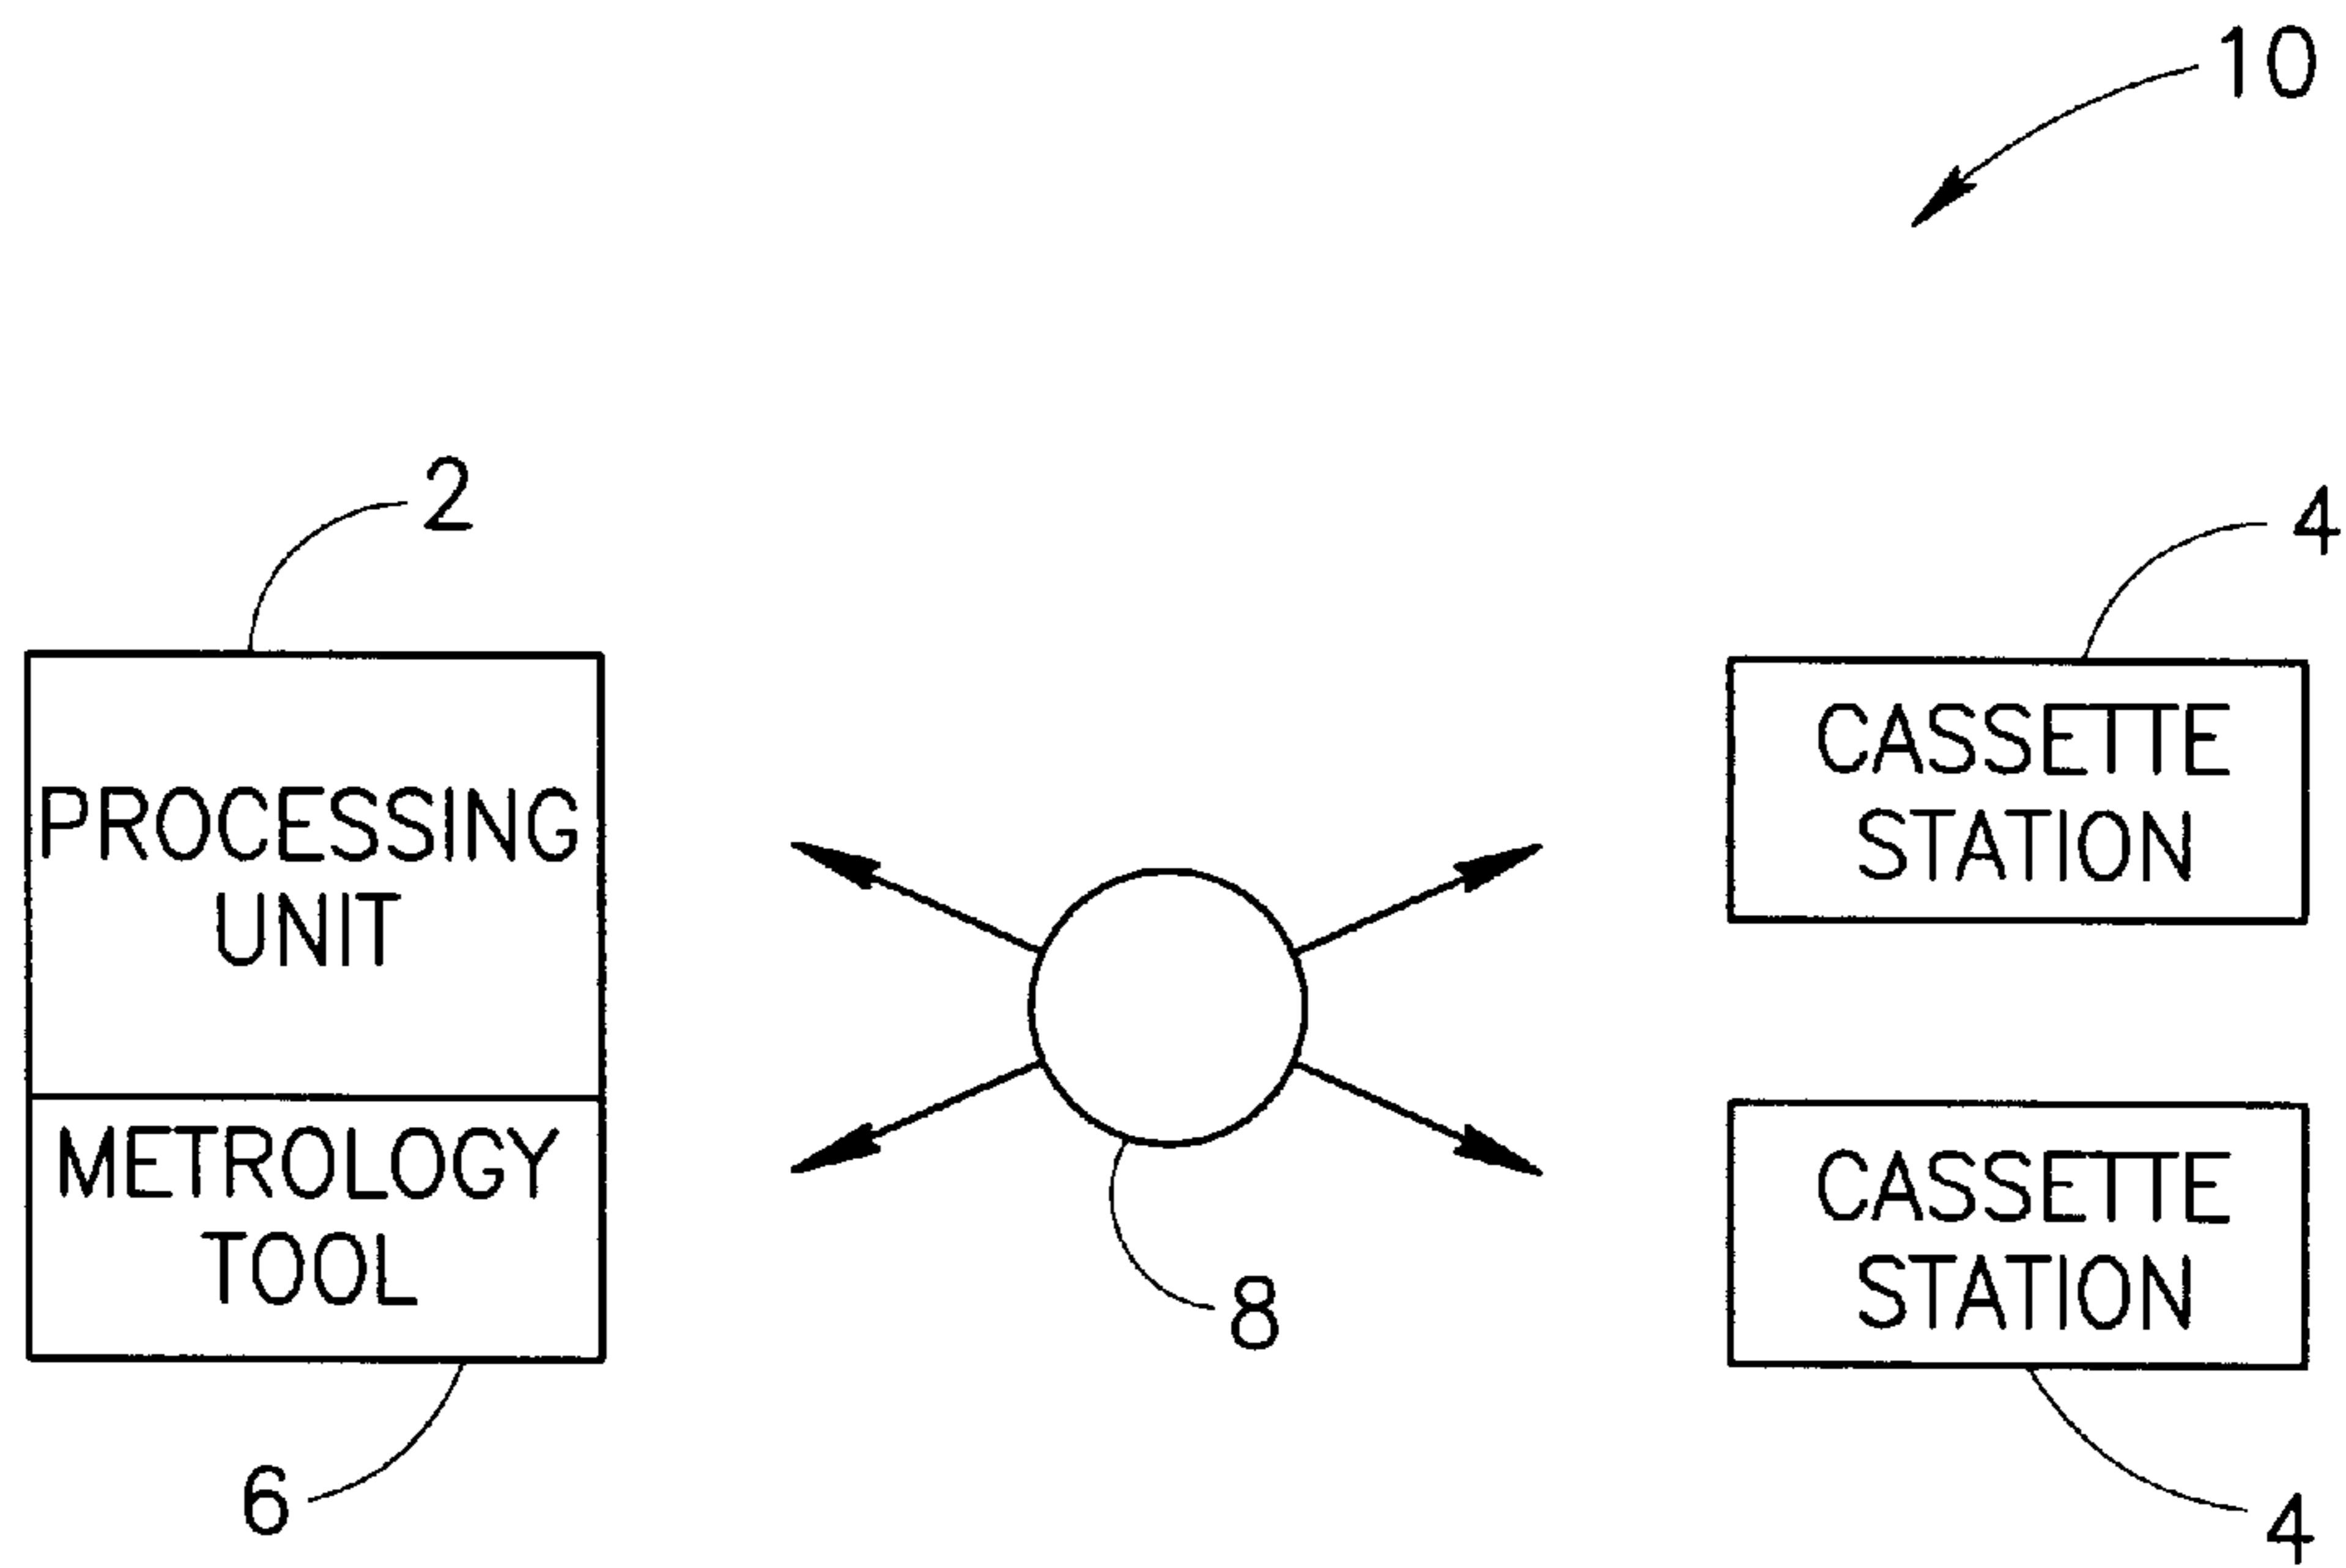 10
2
4
PROCESSING
UNIT
CASSETTE
STATION
METROLOGY
TOOL
CASSETTE
STATION
8
6
4